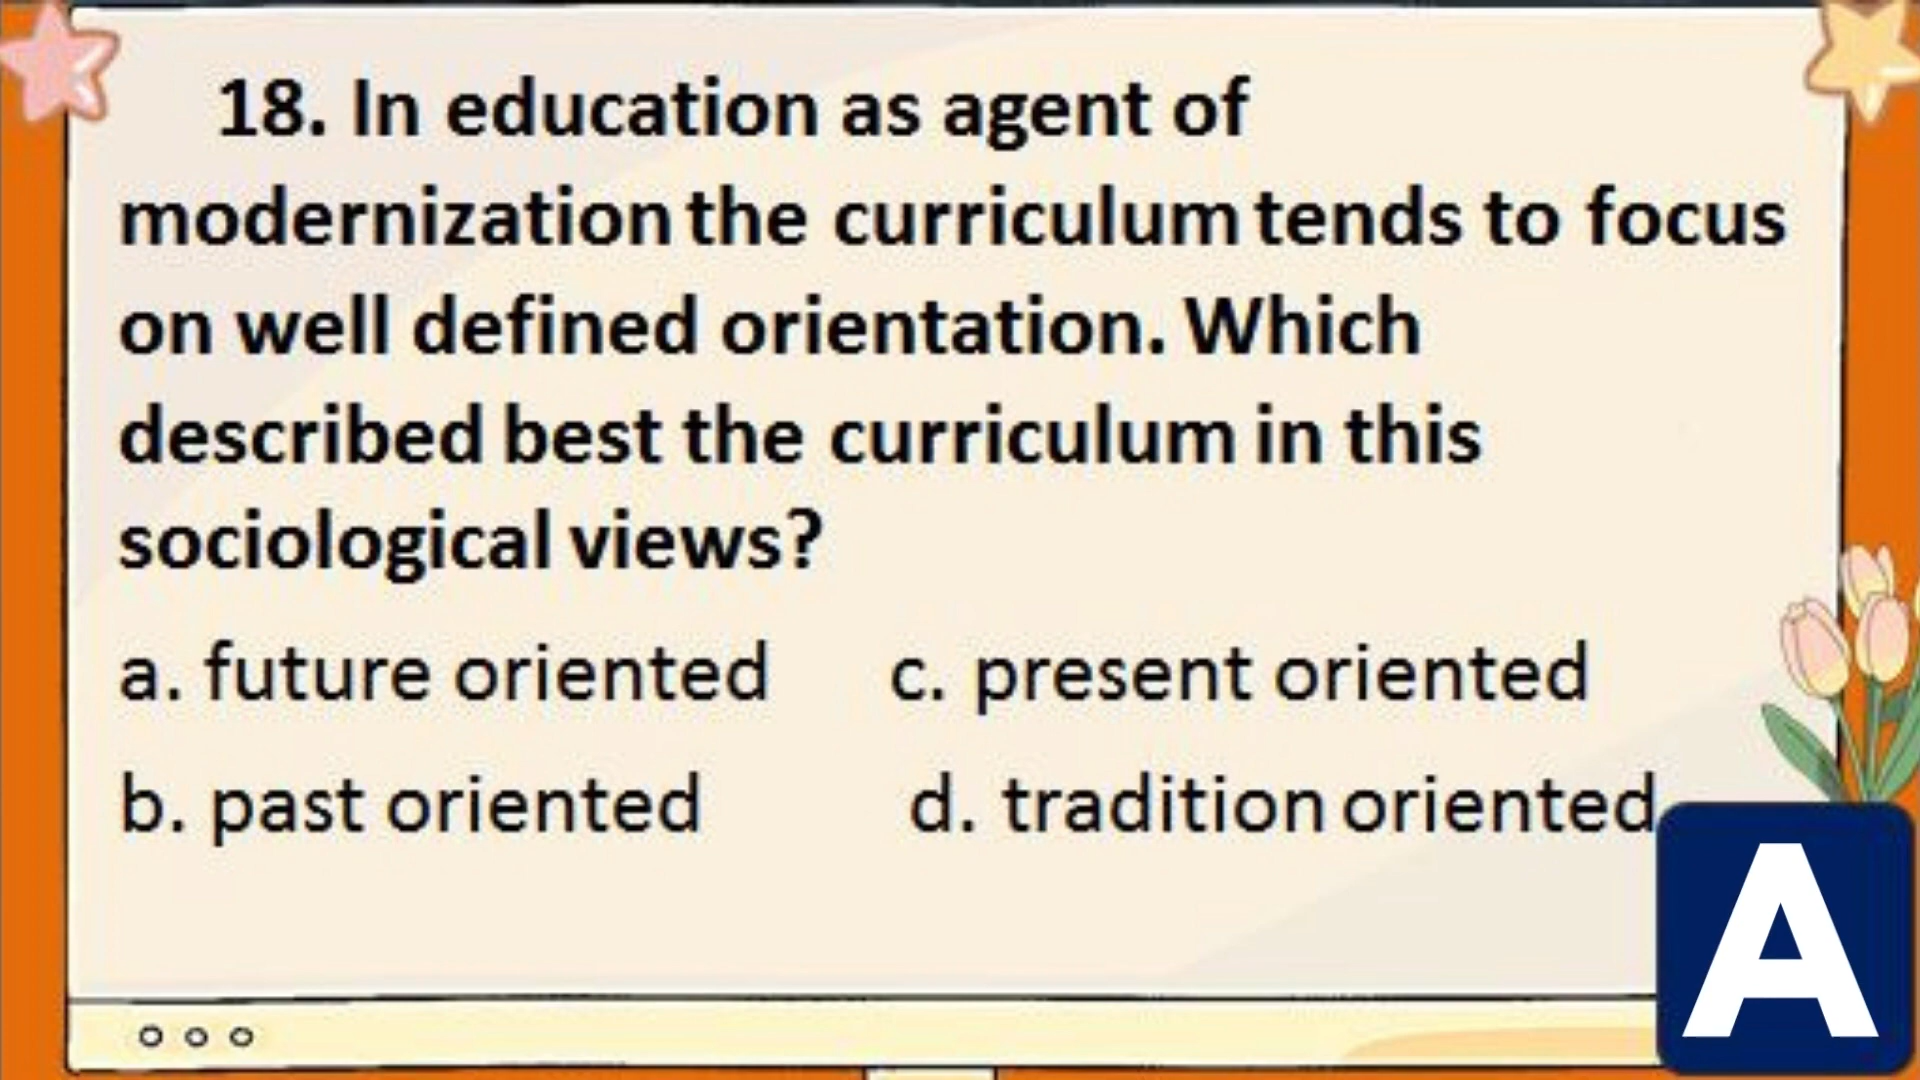 18. In education as agent of
modernization the curriculum tends to focus
on well defined orientation. Which
described best the curriculum in this
sociological views?
a. future oriented c. present oriented
b. past oriented d. tradition oriented
A